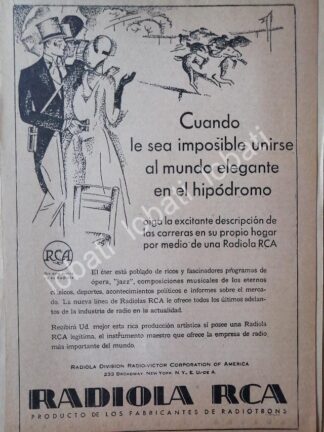 Cuando
le sea imposible unirse
al mundo elegante
en el hipódromo
oiga la excitante descripción de
las carreras en su propio hogar
por medio de una Radiola RCA
RCA
El éter está poblado de ricos y fascinadores programas de
ópera, "jazz", composiciones musicales de los eternos
clásicos, deportes, acontecimientos políticos e informes sobre el merca-
do. La nueva línea de Radiolas RCA le ofrece todos los últimos adelan-
tos de la industria de radio en la actualidad.
Recibirá Ud. mejor esta rica producción artística si posee una Radiola
RCA legítima, el instrumento maestro que ofrece la empresa de radio
más importante del mundo.
RADIOLA DIVISION RADIO-VICTOR CORPORATION OF AMERICA
233 BROADWAY, NEW YORK, N. Y., E. U. DE A.
RADIOLA RCA
PRODUCTO DE LOS FABRICANTES DE RADIOTRONS
lobati lobati lobati